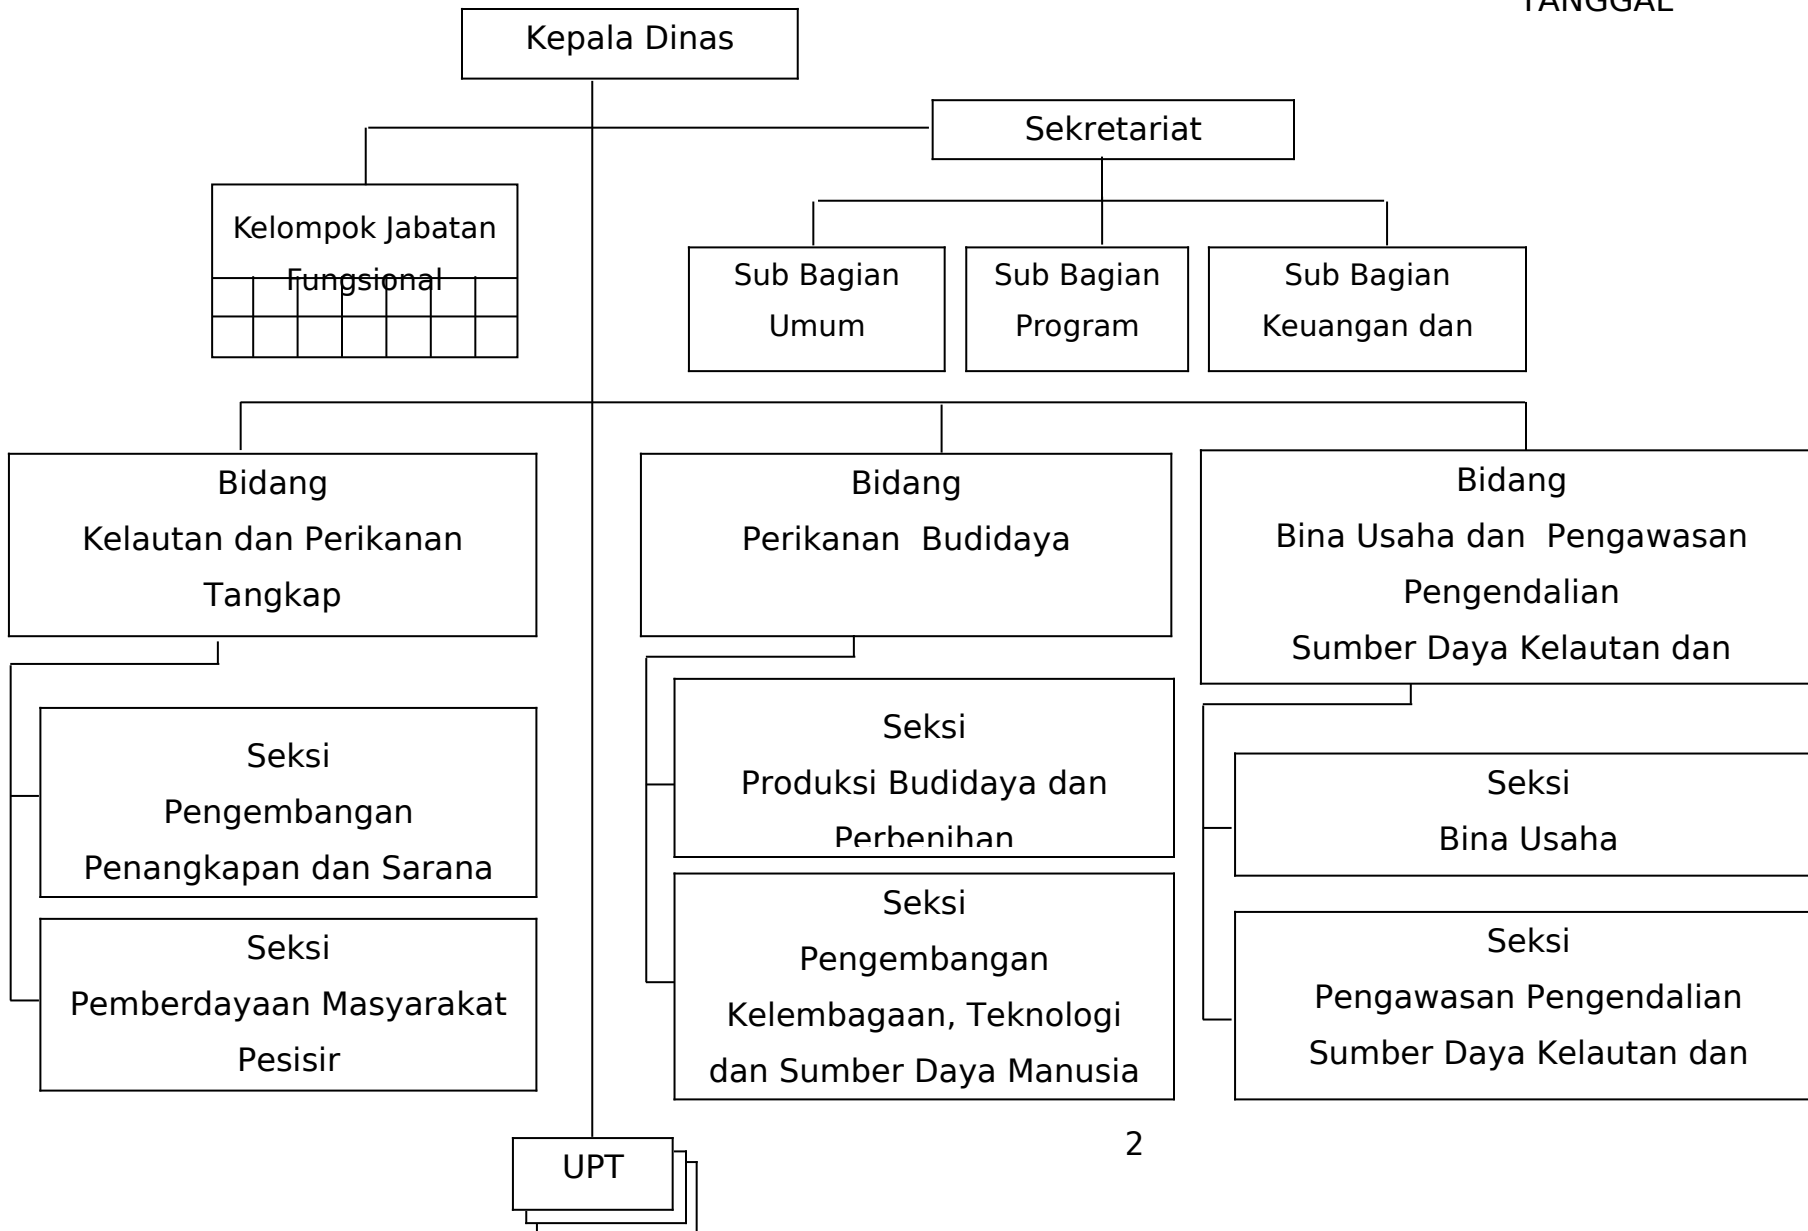 TANGGAL
Kepala Dinas
Sekretariat
Kelompok Jabatan
Fungsional
Sub Bagian
Umum
Sub Bagian
Program
Sub Bagian
Keuangan dan
Bidang
Kelautan dan Perikanan
Tangkap
Bidang
Perikanan  Budidaya
Bidang
Bina Usaha dan  Pengawasan
Pengendalian
Sumber Daya Kelautan dan
Seksi
Pengembangan
Penangkapan dan Sarana
Seksi
Pemberdayaan Masyarakat
Pesisir
Seksi
Produksi Budidaya dan
Perbenihan
Seksi
Pengembangan
Kelembagaan, Teknologi
dan Sumber Daya Manusia
Seksi
Bina Usaha
Seksi
Pengawasan Pengendalian
Sumber Daya Kelautan dan
2
UPT